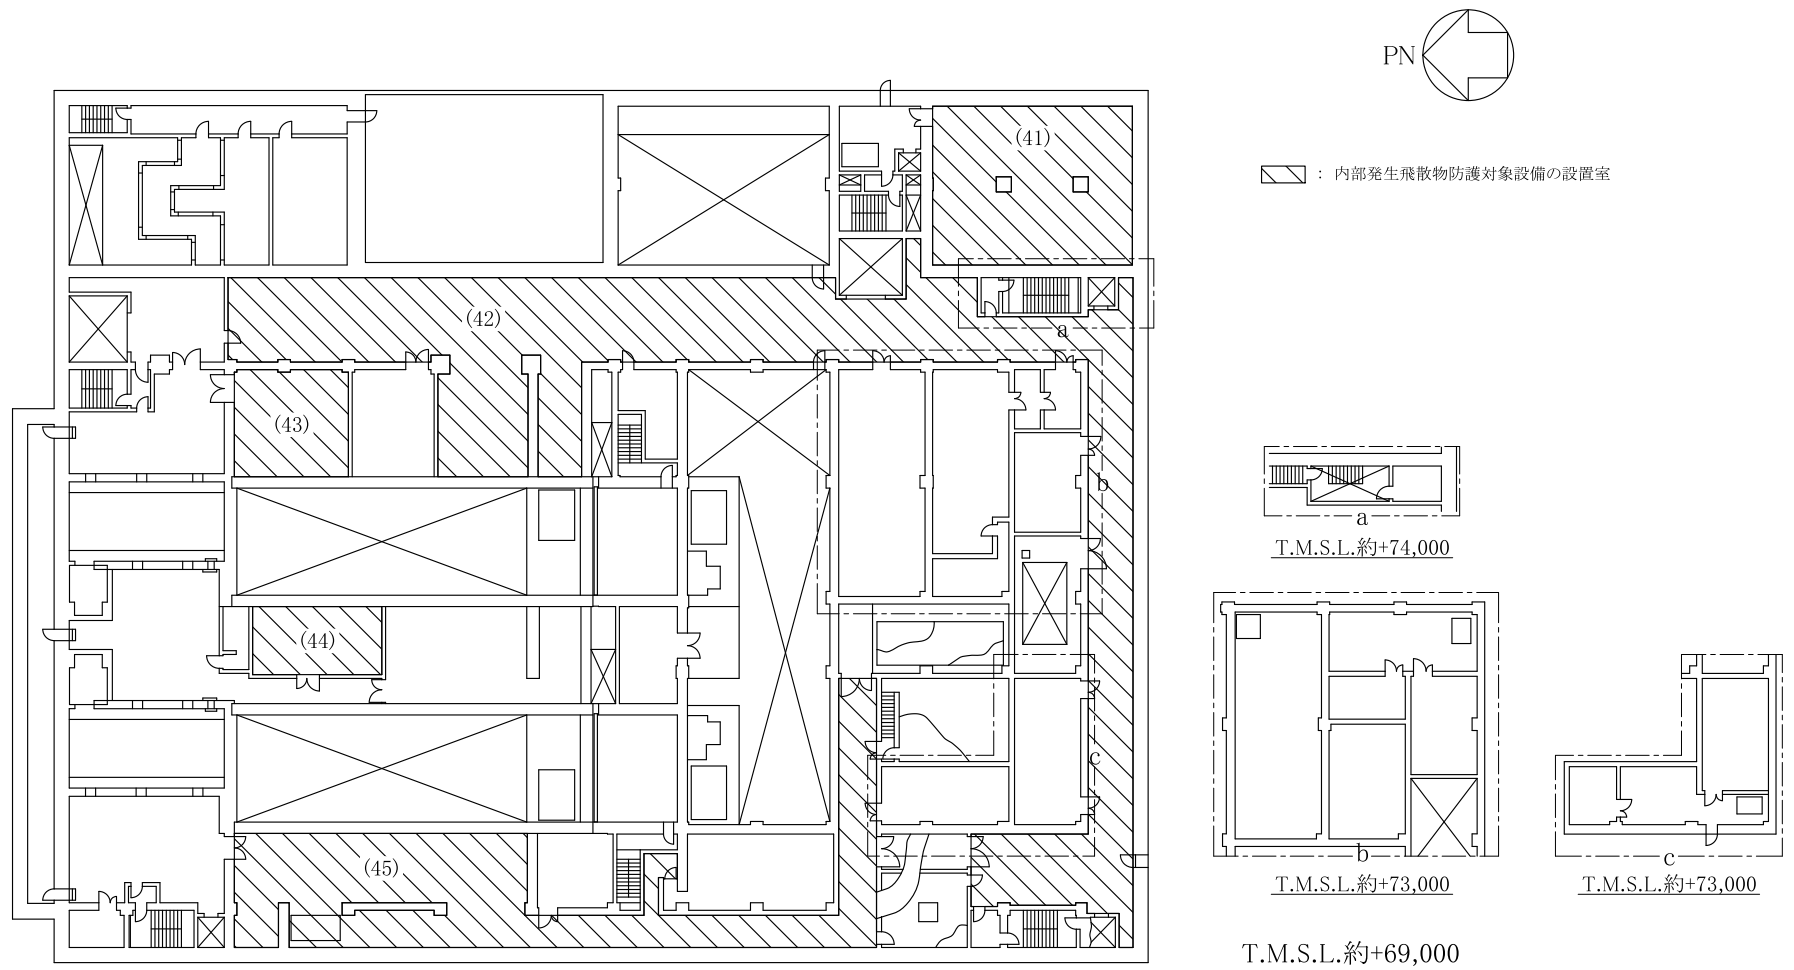 PN
(41)
: 内部発生飛散物防護対象設備の設置室
(42)
a
(43)
b
a
T.M.S.L.約+74,000
(44)
c
(45)
b
c
T.M.S.L.約+73,000
T.M.S.L.約+73,000
T.M.S.L.約+69,000